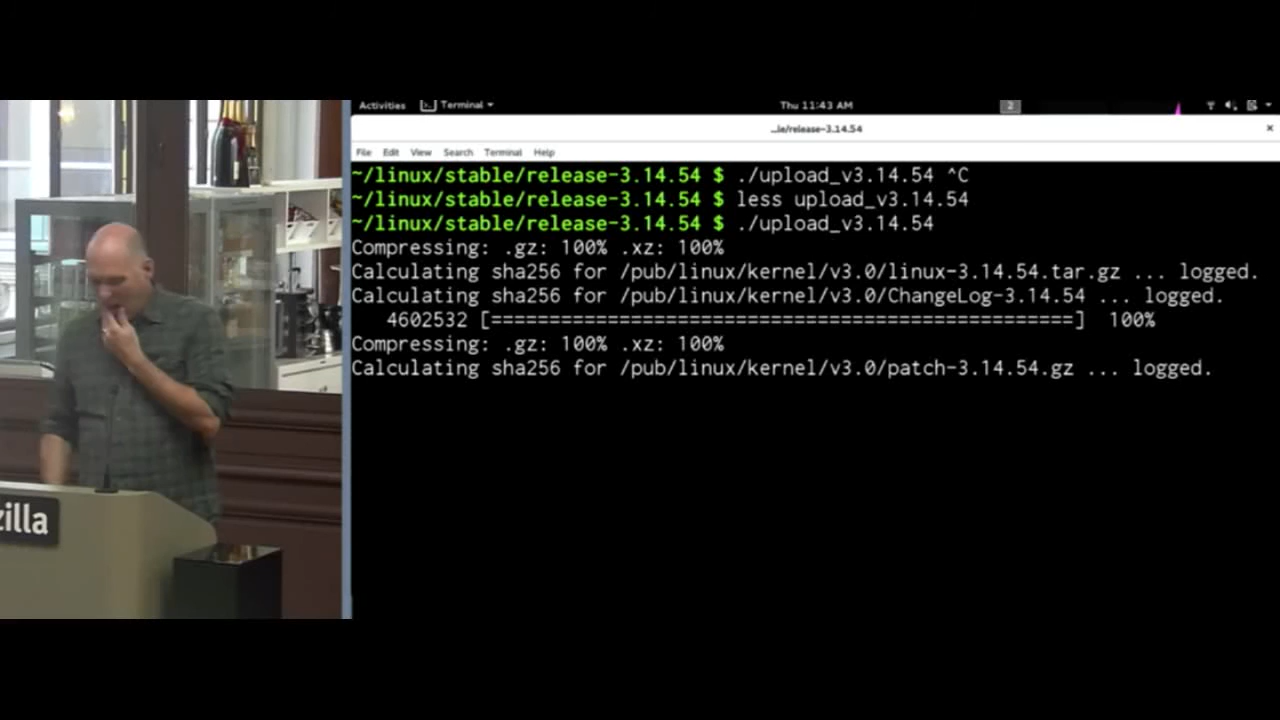 Activities Terminal Thu 11:43 AM 2
...le/release-3.14.54
File Edit View Search Terminal Help
~/linux/stable/release-3.14.54 $ ./upload_v3.14.54 ^C
~/linux/stable/release-3.14.54 $ less upload_v3.14.54
~/linux/stable/release-3.14.54 $ ./upload_v3.14.54
Compressing: .gz: 100% .xz: 100%
Calculating sha256 for /pub/linux/kernel/v3.0/linux-3.14.54.tar.gz ... logged.
Calculating sha256 for /pub/linux/kernel/v3.0/ChangeLog-3.14.54 ... logged.
4602532 [==================================================] 100%
Compressing: .gz: 100% .xz: 100%
Calculating sha256 for /pub/linux/kernel/v3.0/patch-3.14.54.gz ... logged.
zilla